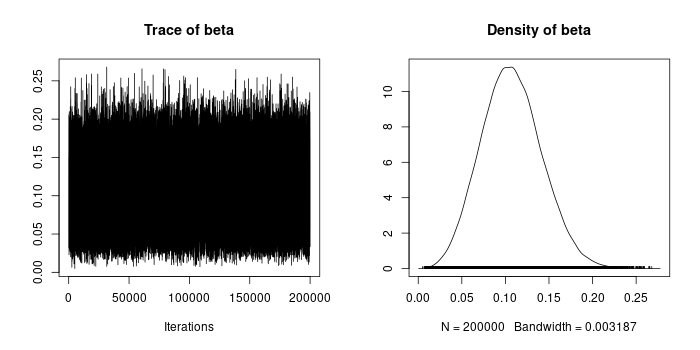 Trace of beta
0.25
0.20
0.15
0.10
0.05
0.00
0 50000 100000 150000 200000
Iterations
Density of beta
10
8
6
4
2
0
0.00 0.05 0.10 0.15 0.20 0.25
N = 200000 Bandwidth = 0.003187